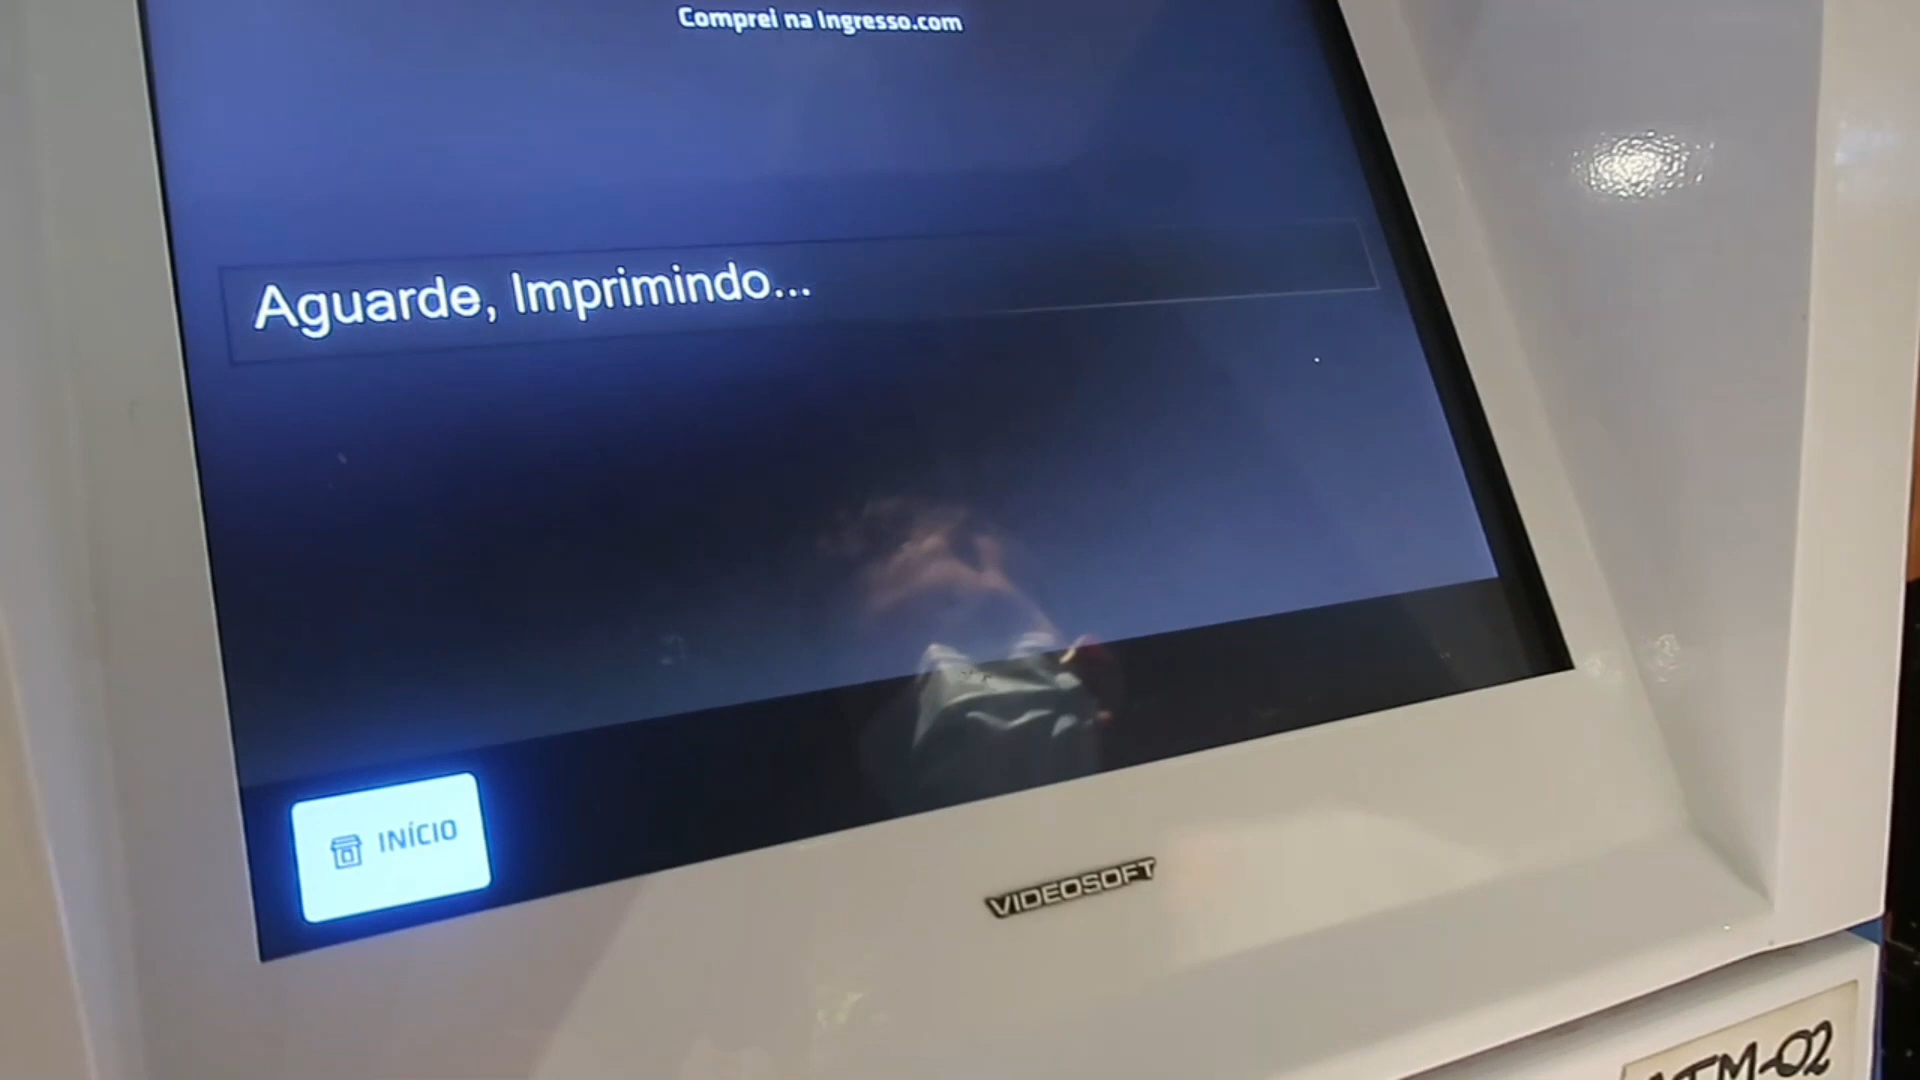 Comprei na Ingresso.com
Aguarde, Imprimindo...
INÍCIO
VIDEOSOFT
ATM-02